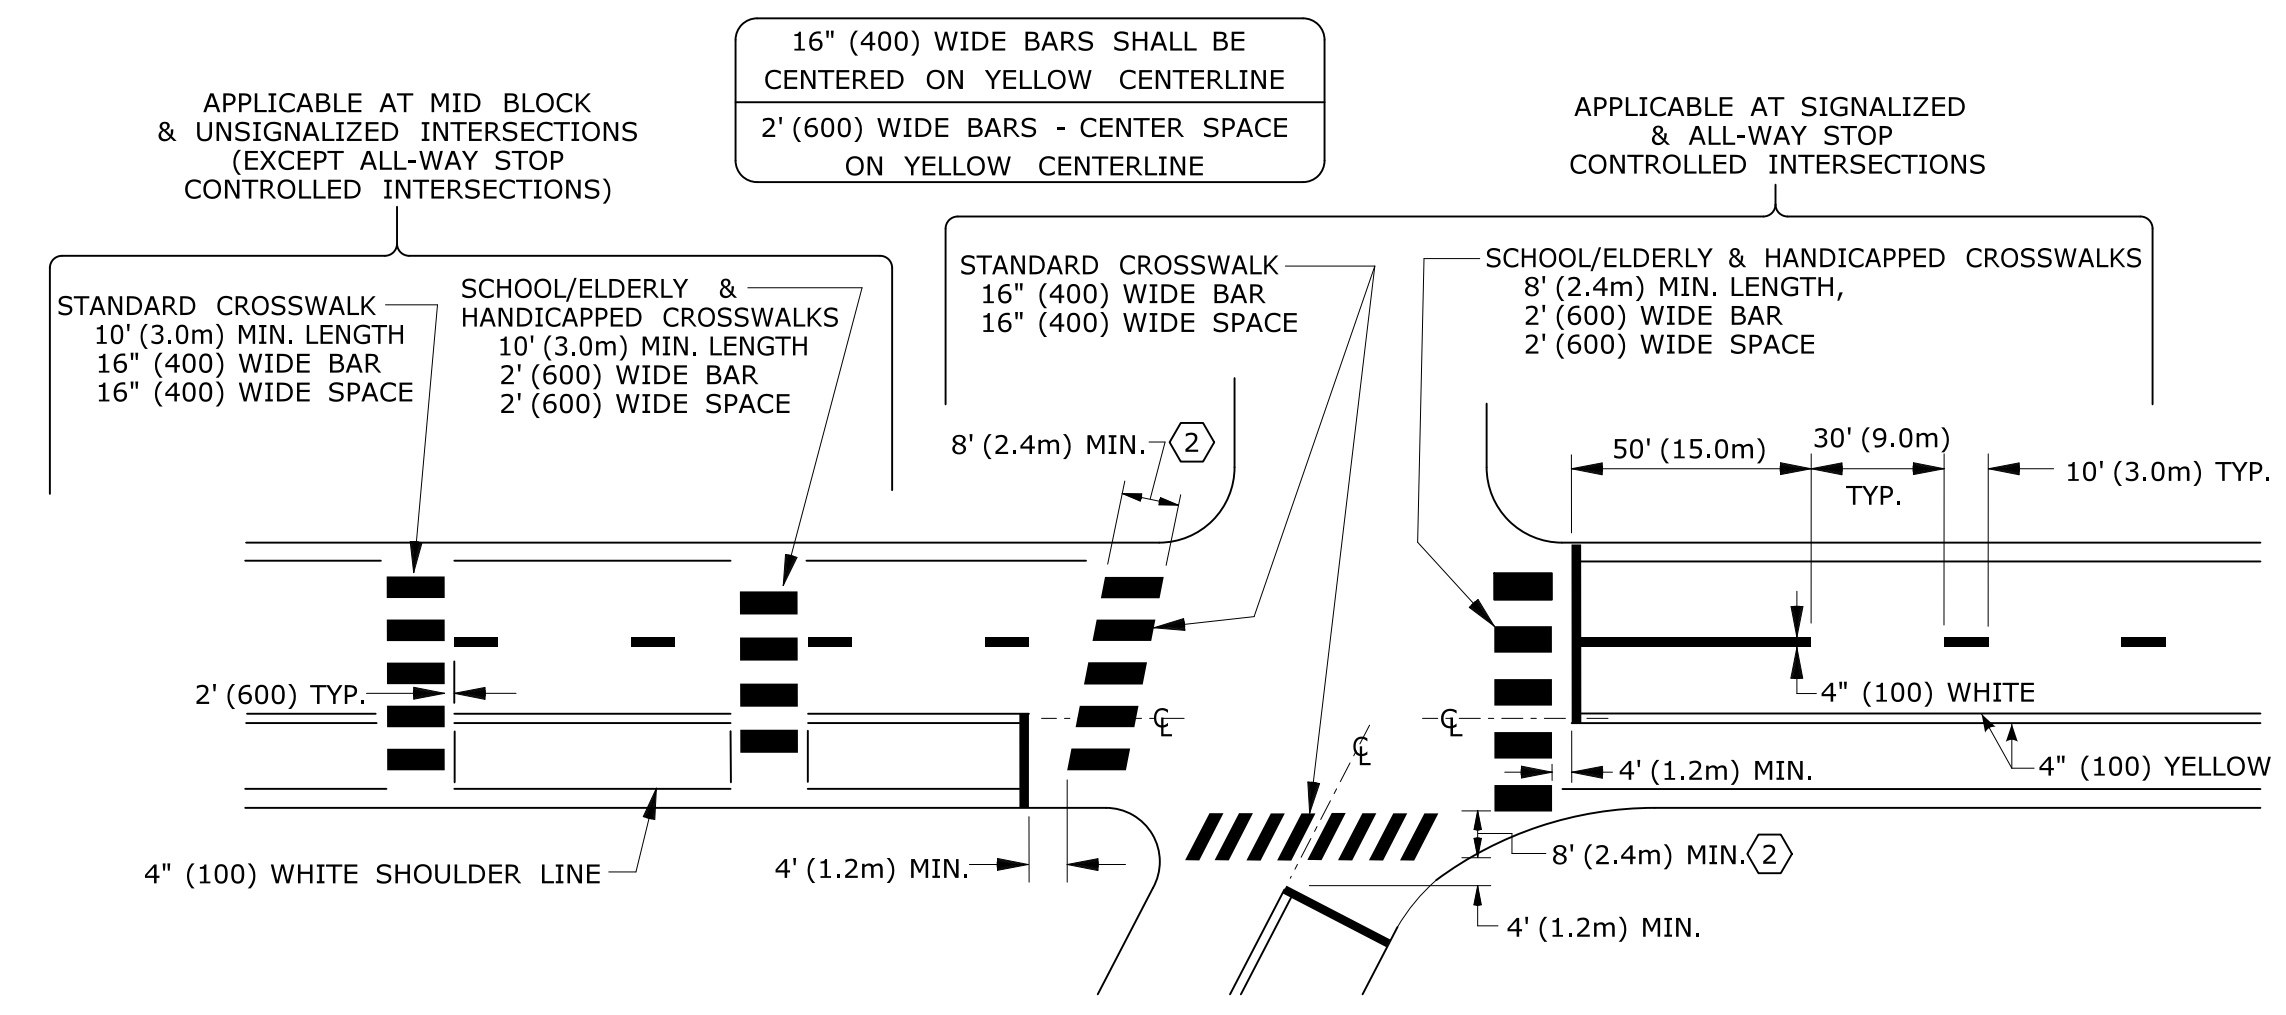 16" (400) WIDE BARS SHALL BE
CENTERED ON YELLOW CENTERLINE
2' (600) WIDE BARS - CENTER SPACE
ON YELLOW CENTERLINE
APPLICABLE AT MID BLOCK
& UNSIGNALIZED INTERSECTIONS
(EXCEPT ALL-WAY STOP
CONTROLLED INTERSECTIONS)
APPLICABLE AT SIGNALIZED
& ALL-WAY STOP
CONTROLLED INTERSECTIONS
STANDARD CROSSWALK
10' (3.0m) MIN. LENGTH
16" (400) WIDE BAR
16" (400) WIDE SPACE
SCHOOL/ELDERLY &
HANDICAPPED CROSSWALKS
10' (3.0m) MIN. LENGTH
2' (600) WIDE BAR
2' (600) WIDE SPACE
STANDARD CROSSWALK
16" (400) WIDE BAR
16" (400) WIDE SPACE
SCHOOL/ELDERLY & HANDICAPPED CROSSWALKS
8' (2.4m) MIN. LENGTH,
2' (600) WIDE BAR
2' (600) WIDE SPACE
8' (2.4m) MIN. 2
50' (15.0m)
30' (9.0m)
TYP.
10' (3.0m) TYP.
2' (600) TYP.
4" (100) WHITE
℄
℄
℄
4' (1.2m) MIN.
4" (100) YELLOW
4" (100) WHITE SHOULDER LINE
4' (1.2m) MIN.
8' (2.4m) MIN. 2
4' (1.2m) MIN.